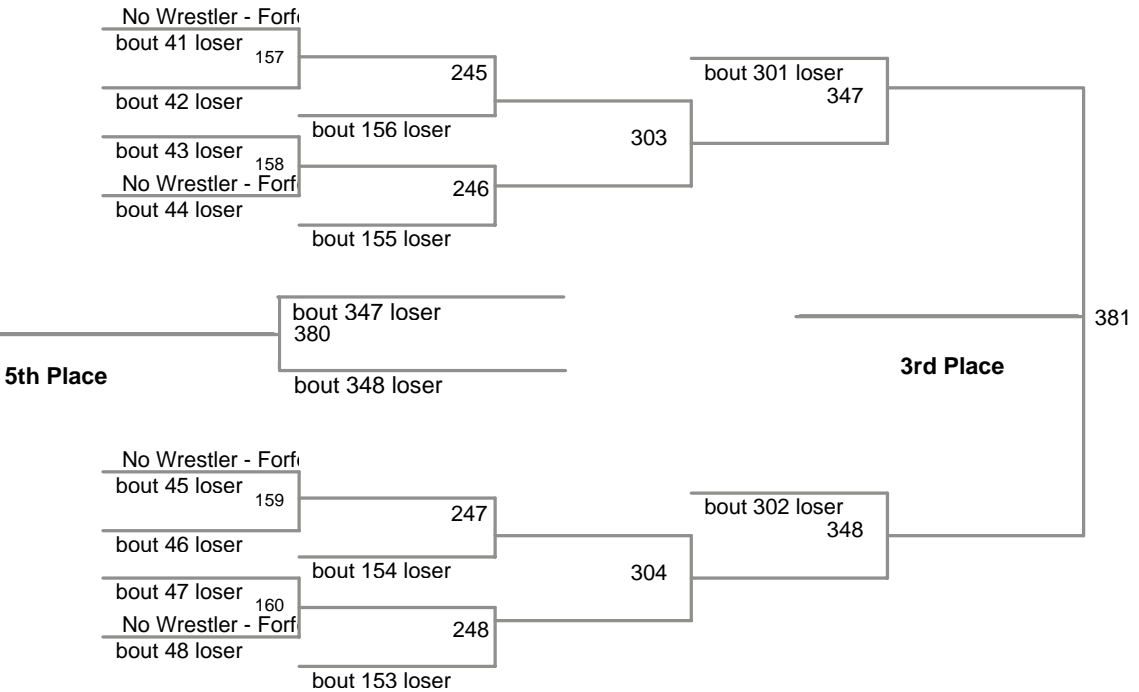 No Wrestler - Forf
bout 41 loser
157
bout 42 loser
245
bout 156 loser
bout 43 loser
158
No Wrestler - Forf
bout 44 loser
246
bout 155 loser
303
bout 301 loser
347
bout 347 loser
380
bout 348 loser
5th Place
381
3rd Place
No Wrestler - Forf
bout 45 loser
159
bout 46 loser
247
bout 154 loser
bout 47 loser
160
No Wrestler - Forf
bout 48 loser
248
bout 153 loser
304
bout 302 loser
348